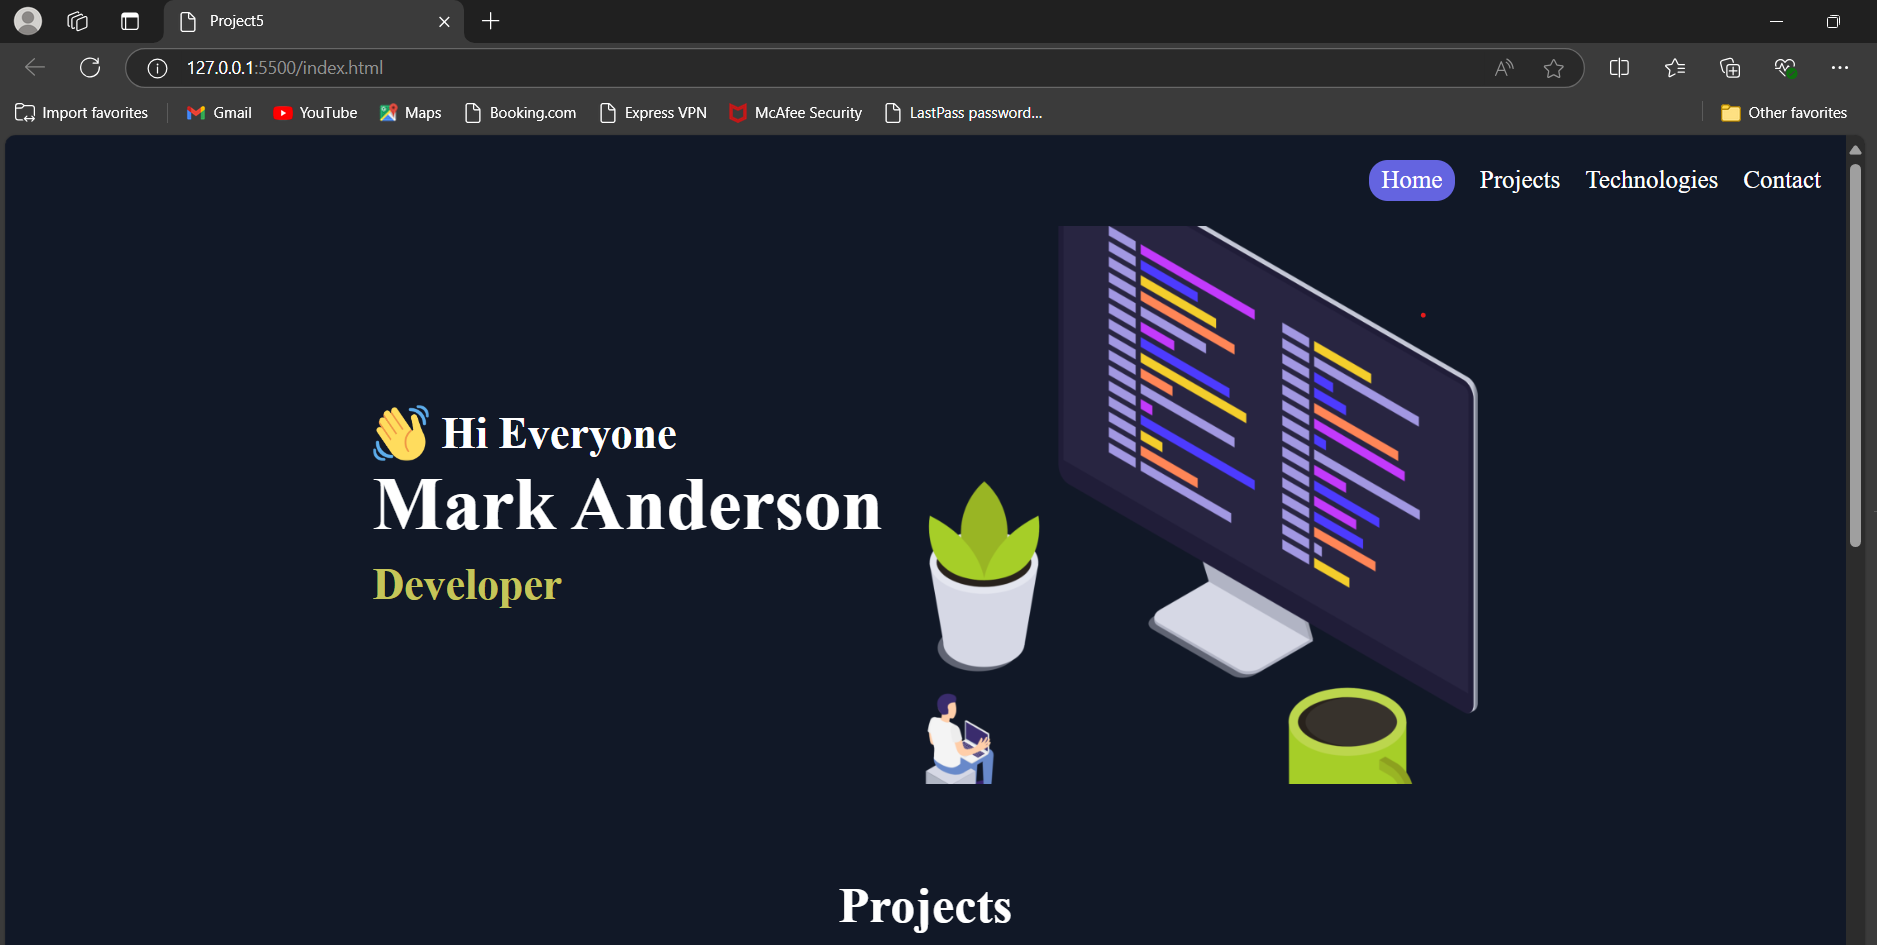 Project5
127.0.0.1:5500/index.html
Import favorites Gmail YouTube Maps Booking.com Express VPN McAfee Security LastPass password... Other favorites
Home Projects Technologies Contact
Hi Everyone
Mark Anderson
Developer
Projects